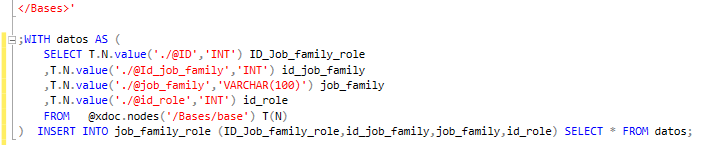 </Bases>'
;WITH datos AS (
SELECT T.N.value('./@ID','INT') ID_Job_family_role
,T.N.value('./@Id_job_family','INT') id_job_family
,T.N.value('./@job_family','VARCHAR(100)') job_family
,T.N.value('./@id_role','INT') id_role
FROM @xdoc.nodes('/Bases/base') T(N)
) INSERT INTO job_family_role (ID_Job_family_role,id_job_family,job_family,id_role) SELECT * FROM datos;